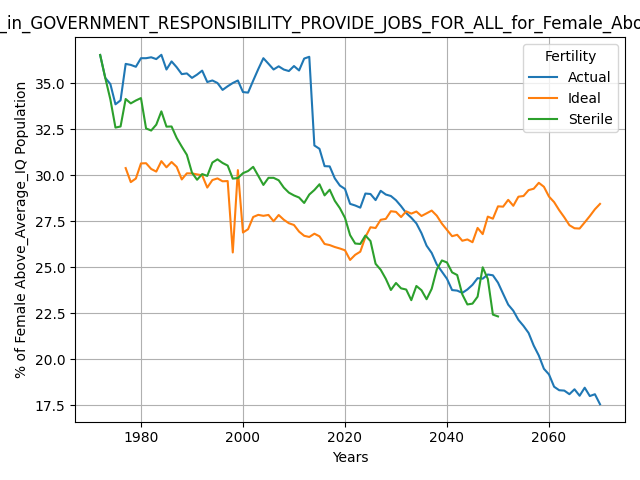 _in_GOVERNMENT_RESPONSIBILITY_PROVIDE_JOBS_FOR_ALL_for_Female_Abo
% of Female Above_Average_IQ Population
35.0
32.5
30.0
27.5
25.0
22.5
20.0
17.5
Fertility
Actual
Ideal
Sterile
1980
2000
2020
2040
2060
Years